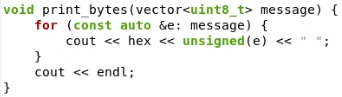 void print_bytes(vector<uint8_t> message) {
    for (const auto &e: message) {
        cout << hex << unsigned(e) << " ";
    }
    cout << endl;
}